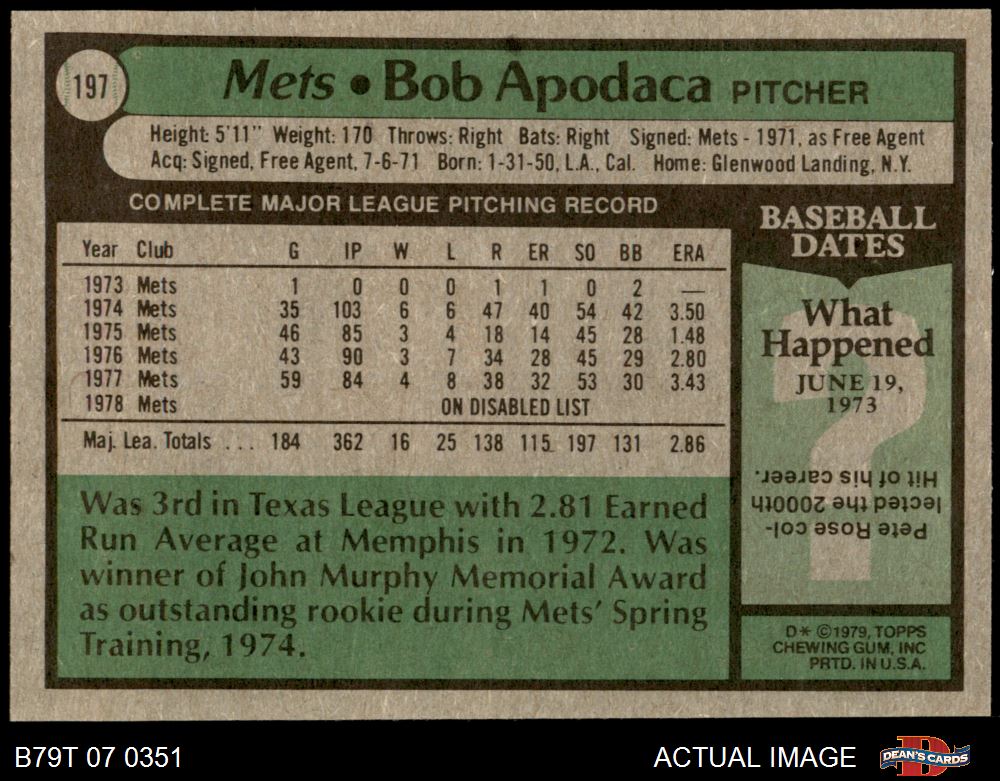 197
Mets • Bob Apodaca PITCHER
Height: 5'11" Weight: 170 Throws: Right Bats: Right Signed: Mets - 1971, as Free Agent
Acq: Signed, Free Agent, 7-6-71 Born: 1-31-50, L.A., Cal. Home: Glenwood Landing, N.Y.
COMPLETE MAJOR LEAGUE PITCHING RECORD
Year Club G IP W L R ER SO BB ERA
1973 Mets 1 0 0 0 1 1 0 2 —
1974 Mets 35 103 6 6 47 40 54 42 3.50
1975 Mets 46 85 3 4 18 14 45 28 1.48
1976 Mets 43 90 3 7 34 28 45 29 2.80
1977 Mets 59 84 4 8 38 32 53 30 3.43
1978 Mets ON DISABLED LIST
Maj. Lea. Totals ... 184 362 16 25 138 115 197 131 2.86
Was 3rd in Texas League with 2.81 Earned
Run Average at Memphis in 1972. Was
winner of John Murphy Memorial Award
as outstanding rookie during Mets' Spring
Training, 1974.
BASEBALL
DATES
?
What
Happened
JUNE 19,
1973
Pete Rose col-
lected the 2000th
Hit of his career.
D* ©1979, TOPPS
CHEWING GUM, INC
PRTD. IN U.S.A.
B79T 07 0351
ACTUAL IMAGE
D
DEAN'S CARDS